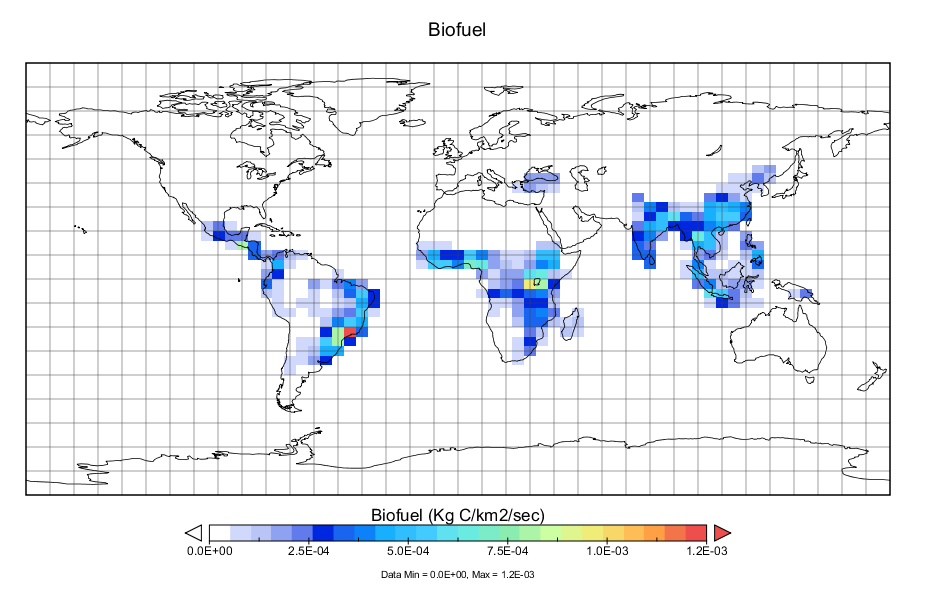 Biofuel
Biofuel (Kg C/km2/sec)
0.0E+00 2.5E-04 5.0E-04 7.5E-04 1.0E-03 1.2E-03
Data Min = 0.0E+00, Max = 1.2E-03